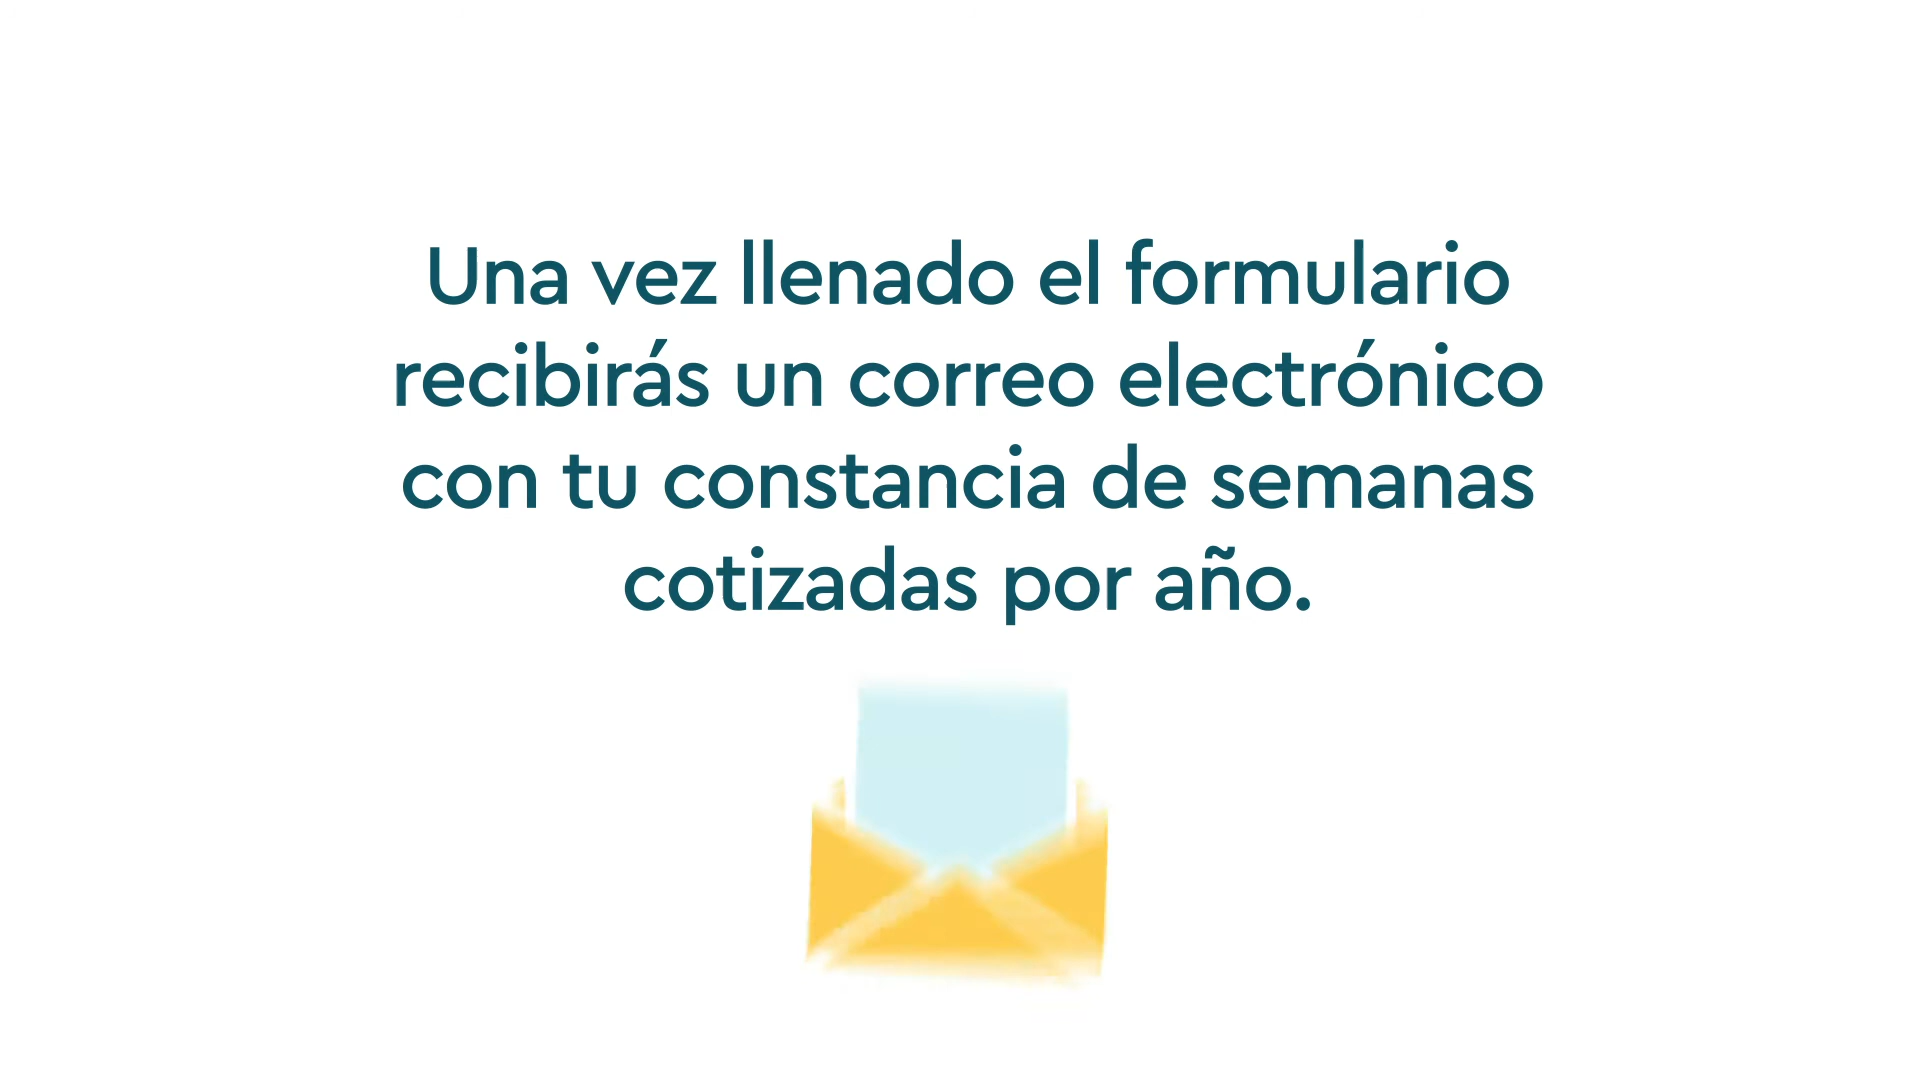 Una vez llenado el formulario
recibirás un correo electrónico
con tu constancia de semanas
cotizadas por año.